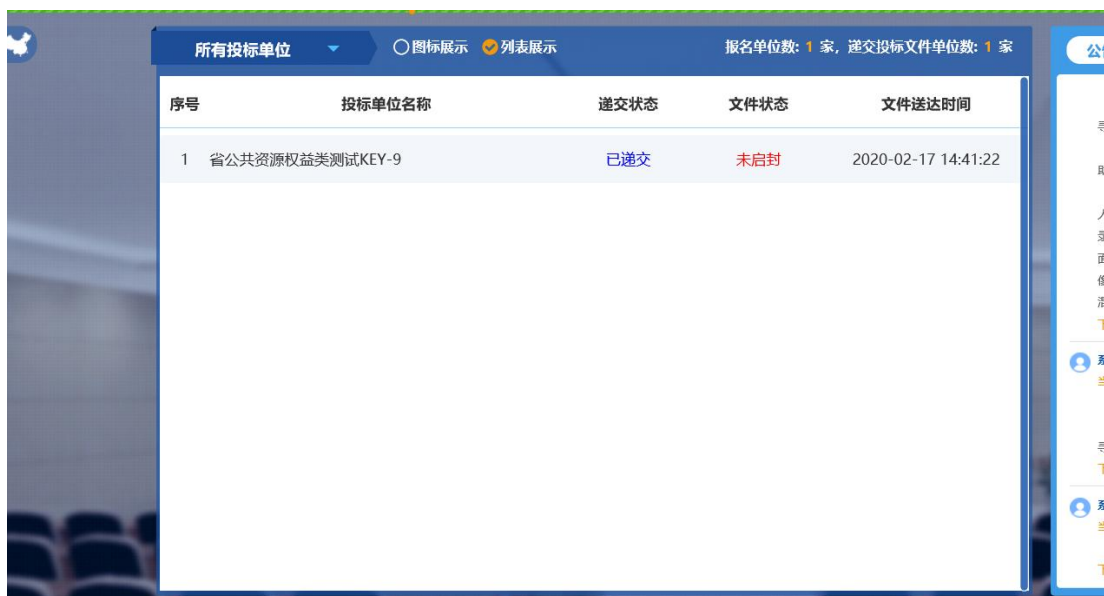 所有投标单位 图标展示 列表展示 报名单位数: 1 家, 递交投标文件单位数: 1 家
序号 投标单位名称 递交状态 文件状态 文件送达时间
1 省公共资源权益类测试KEY-9 已递交 未启封 2020-02-17 14:41:22